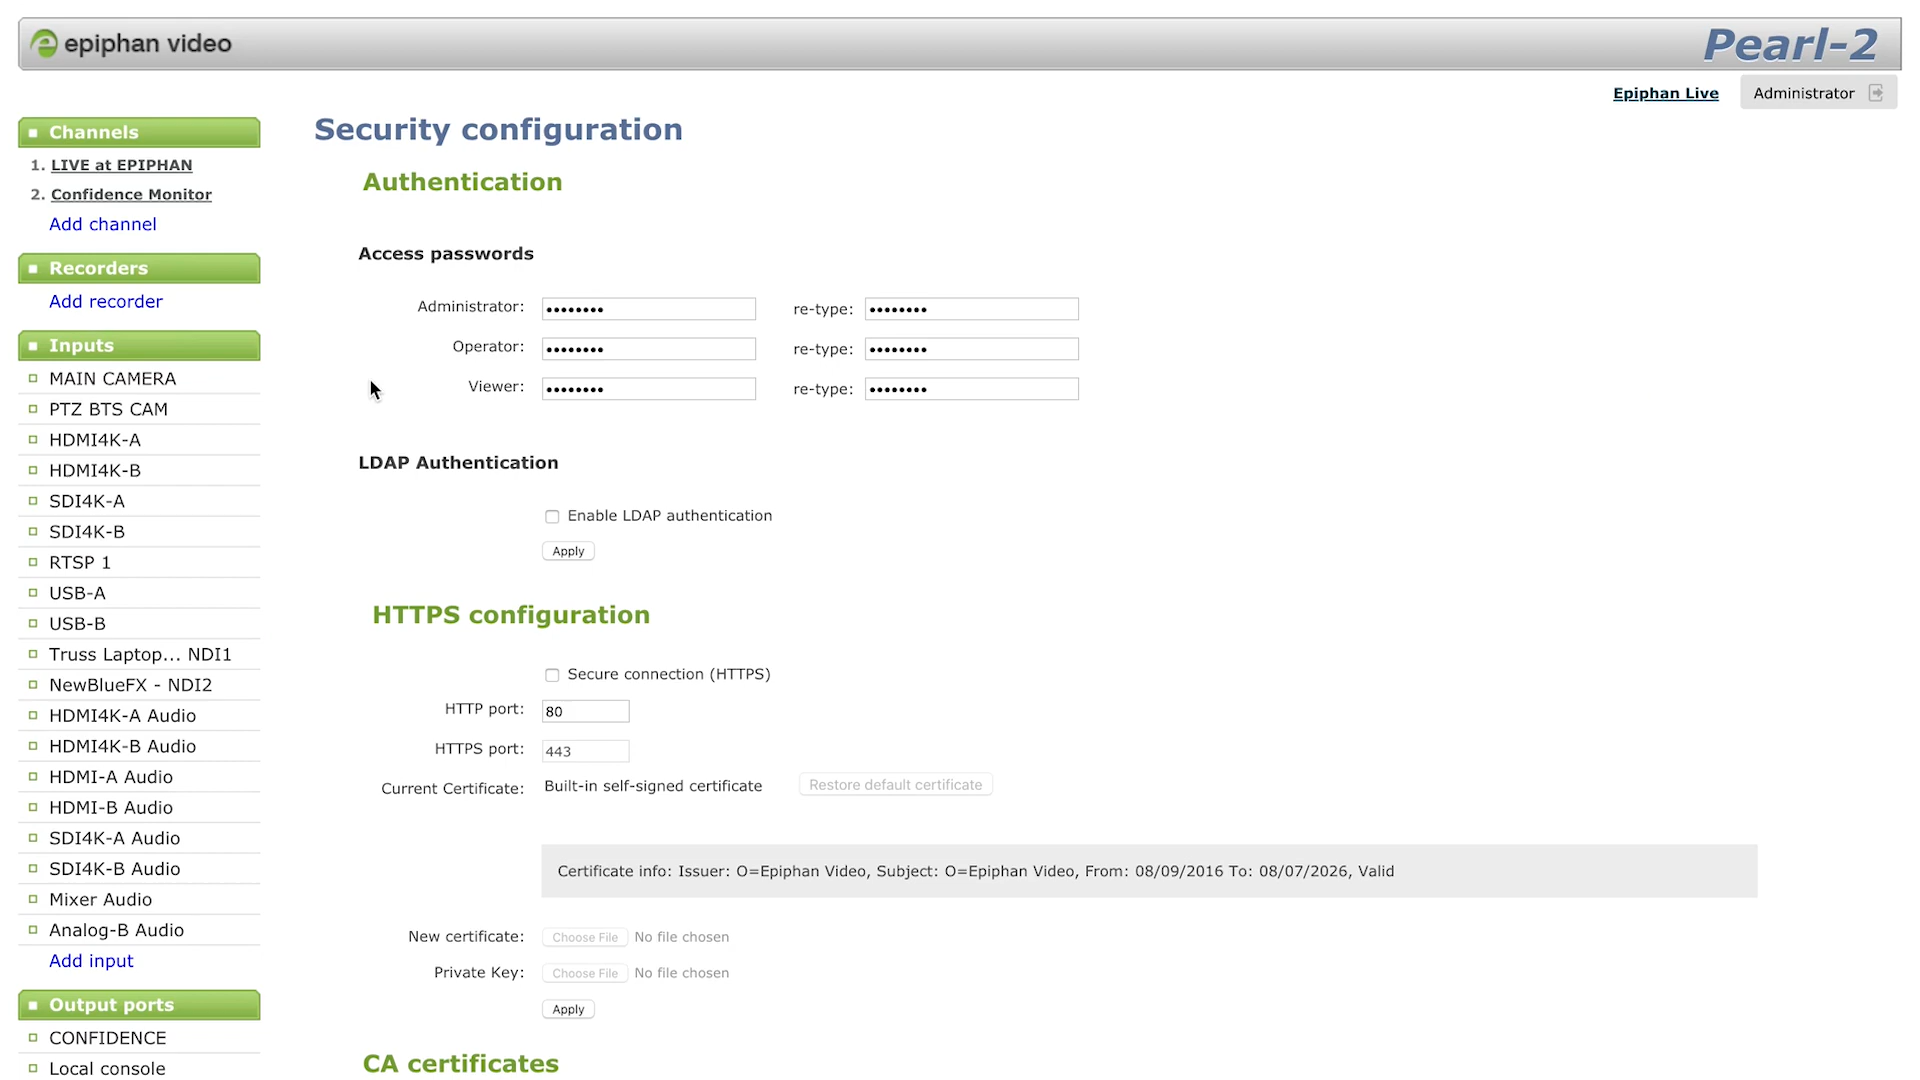 epiphan video
Pearl-2
Epiphan Live
Administrator
Channels
1. LIVE at EPIPHAN
2. Confidence Monitor
Add channel
Recorders
Add recorder
Inputs
MAIN CAMERA
PTZ BTS CAM
HDMI4K-A
HDMI4K-B
SDI4K-A
SDI4K-B
RTSP 1
USB-A
USB-B
Truss Laptop... NDI1
NewBlueFX - NDI2
HDMI4K-A Audio
HDMI4K-B Audio
HDMI-A Audio
HDMI-B Audio
SDI4K-A Audio
SDI4K-B Audio
Mixer Audio
Analog-B Audio
Add input
Output ports
CONFIDENCE
Local console
Security configuration
Authentication
Access passwords
Administrator: •••••••• re-type: ••••••••
Operator: •••••••• re-type: ••••••••
Viewer: •••••••• re-type: ••••••••
LDAP Authentication
Enable LDAP authentication
Apply
HTTPS configuration
Secure connection (HTTPS)
HTTP port: 80
HTTPS port: 443
Current Certificate: Built-in self-signed certificate Restore default certificate
Certificate info: Issuer: O=Epiphan Video, Subject: O=Epiphan Video, From: 08/09/2016 To: 08/07/2026, Valid
New certificate: Choose File No file chosen
Private Key: Choose File No file chosen
Apply
CA certificates